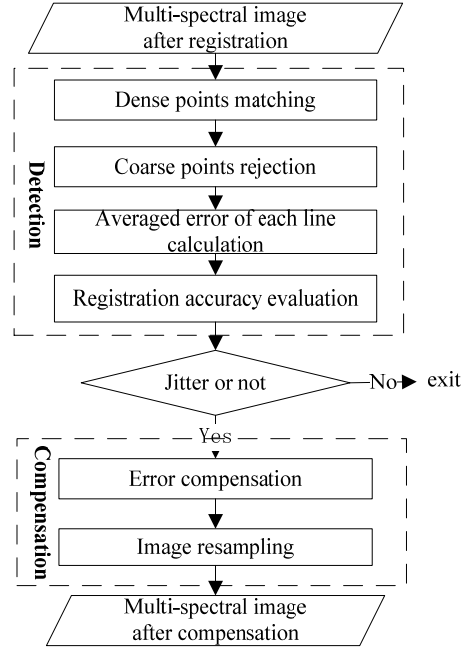 Multi-spectral image
after registration
Detection
Dense points matching
Coarse points rejection
Averaged error of each line
calculation
Registration accuracy evaluation
Jitter or not
No
exit
Yes
Compensation
Error compensation
Image resampling
Multi-spectral image
after compensation